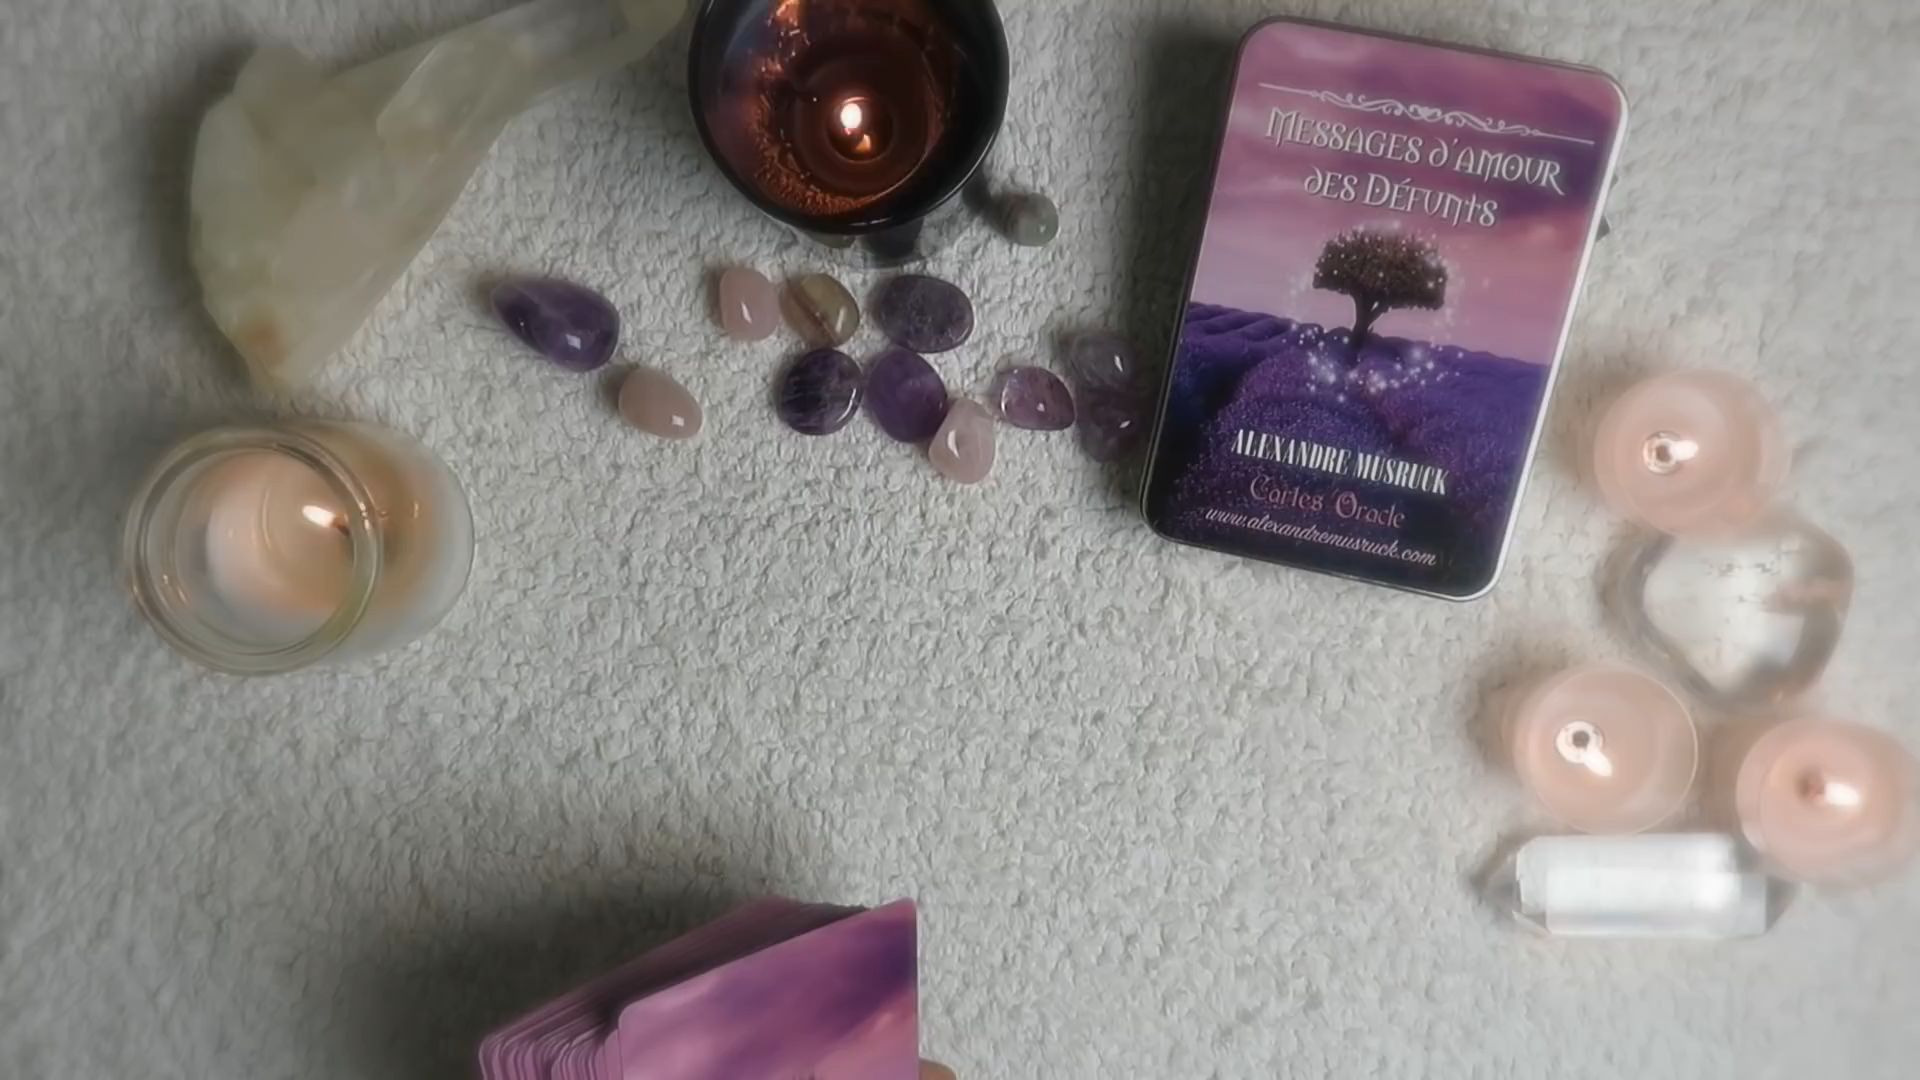 MESSAGES D'AMOUR
DES DÉFUNTS
ALEXANDRE MUSRUCK
Cartes Oracle
www.alexandremusruck.com